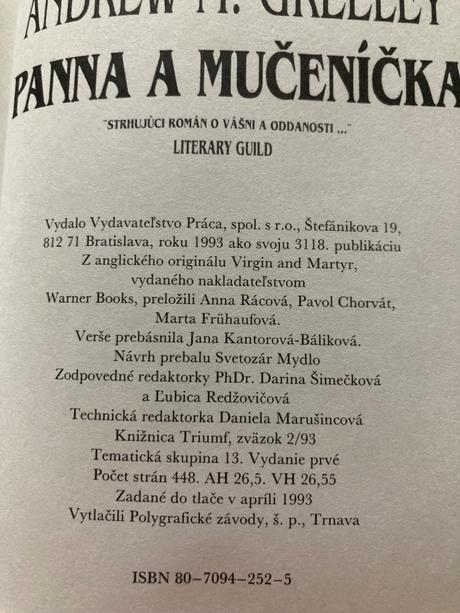 ANDREW M. GREELEY
PANNA A MUČENÍČKA
"STRHUJÚCI ROMÁN O VÁŠNI A ODDANOSTI ..."
LITERARY GUILD
Vydalo Vydavateľstvo Práca, spol. s r.o., Štefánikova 19,
812 71 Bratislava, roku 1993 ako svoju 3118. publikáciu
Z anglického originálu Virgin and Martyr,
vydaného nakladateľstvom
Warner Books, preložili Anna Rácová, Pavol Chorvát,
Marta Frühaufová.
Verše prebásnila Jana Kantorová-Báliková.
Návrh prebalu Svetozár Mydlo
Zodpovedné redaktorky PhDr. Darina Šimečková
a Ľubica Redžovičová
Technická redaktorka Daniela Marušincová
Knižnica Triumf, zväzok 2/93
Tematická skupina 13. Vydanie prvé
Počet strán 448. AH 26,5. VH 26,55
Zadané do tlače v apríli 1993
Vytlačili Polygrafické závody, š. p., Trnava
ISBN 80–7094–252–5